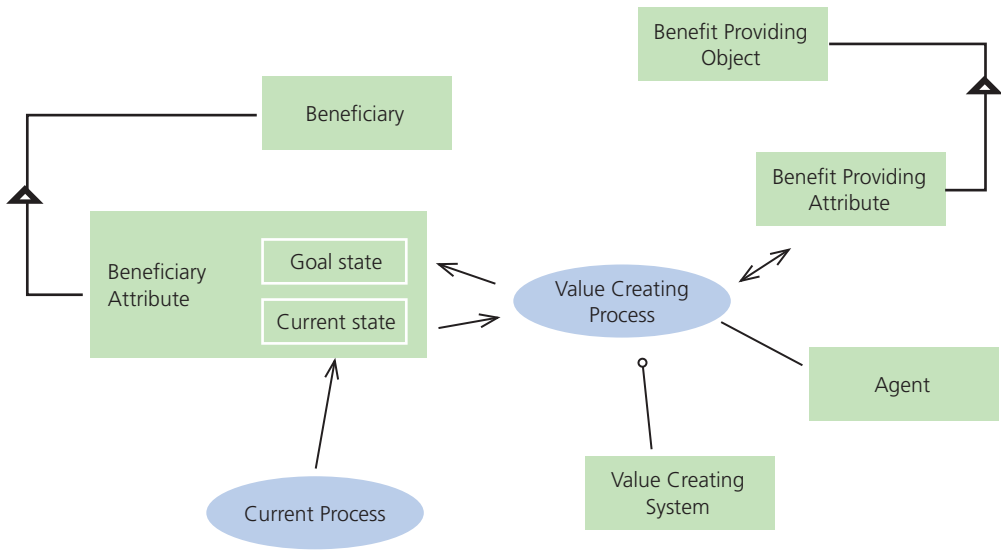 Benefit Providing
Object
Beneficiary
Benefit Providing
Attribute
Beneficiary
Attribute
Goal state
Current state
Value Creating
Process
Agent
Value Creating
System
Current Process